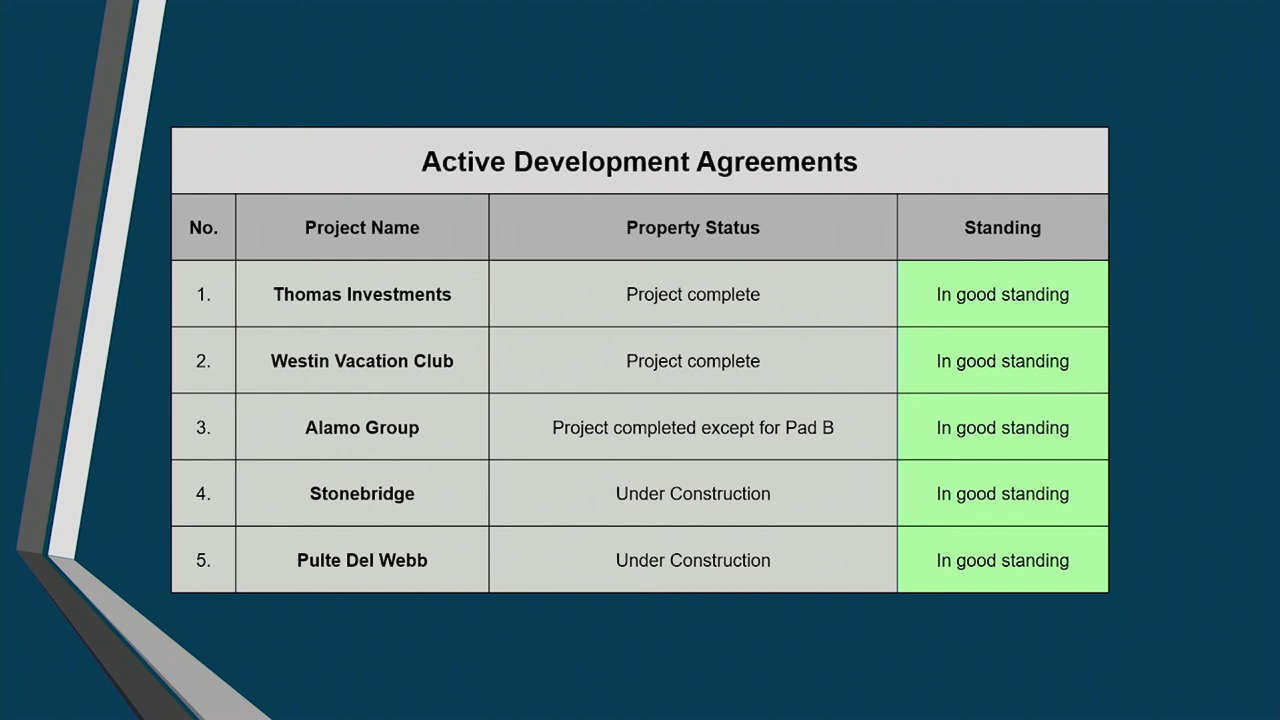 Active Development Agreements
No. Project Name Property Status Standing
1. Thomas Investments Project complete In good standing
2. Westin Vacation Club Project complete In good standing
3. Alamo Group Project completed except for Pad B In good standing
4. Stonebridge Under Construction In good standing
5. Pulte Del Webb Under Construction In good standing